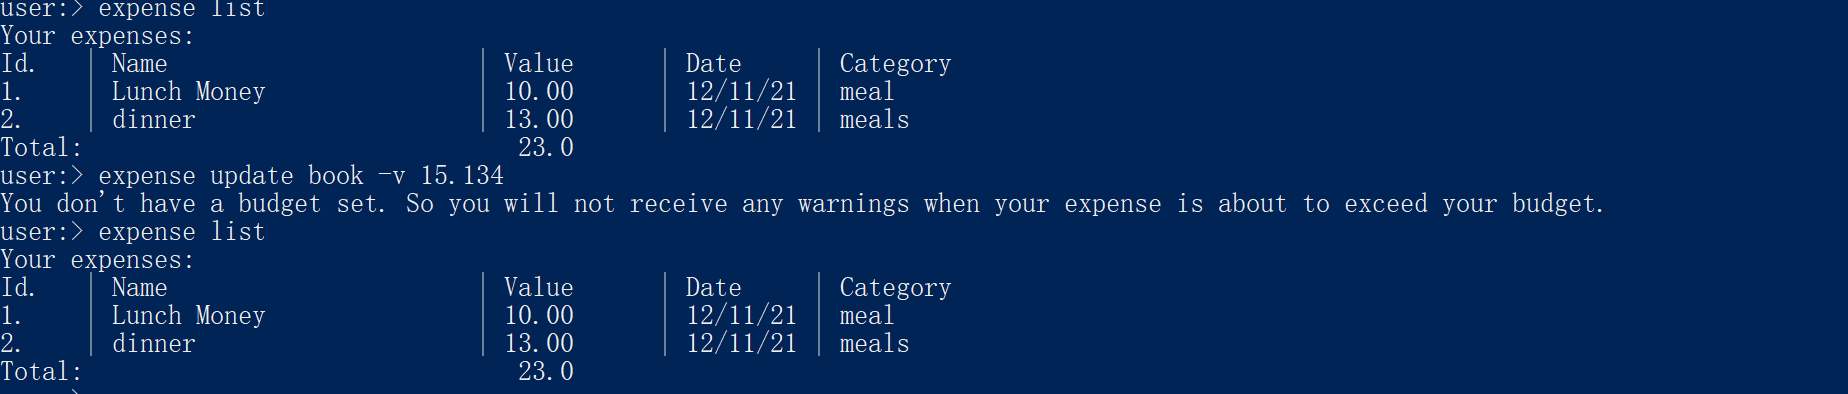 user:> expense list
Your expenses:
Id. | Name | Value | Date | Category
1. | Lunch Money | 10.00 | 12/11/21 | meal
2. | dinner | 13.00 | 12/11/21 | meals
Total: 23.0
user:> expense update book -v 15.134
You don't have a budget set. So you will not receive any warnings when your expense is about to exceed your budget.
user:> expense list
Your expenses:
Id. | Name | Value | Date | Category
1. | Lunch Money | 10.00 | 12/11/21 | meal
2. | dinner | 13.00 | 12/11/21 | meals
Total: 23.0